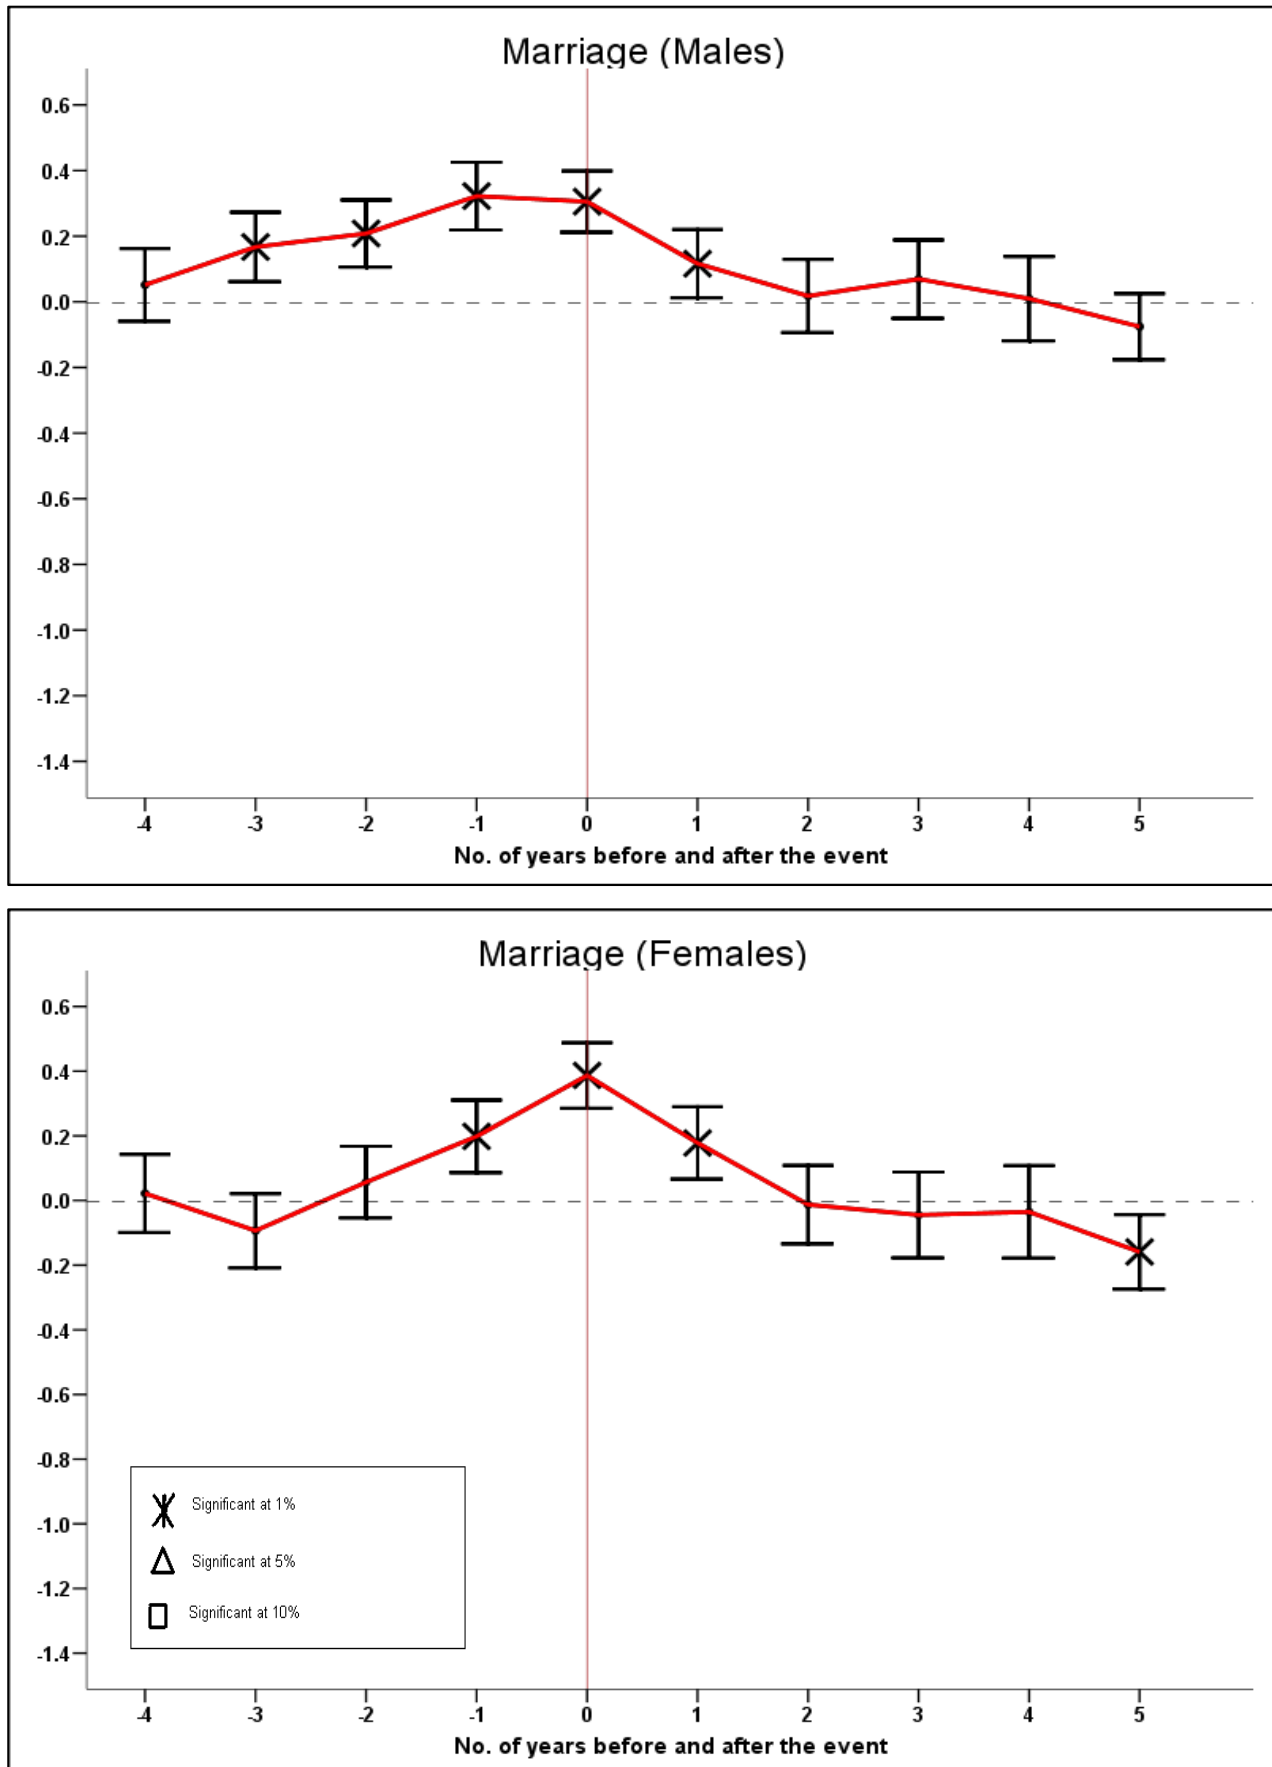 Marriage (Males)
0.6
0.4
0.2
0.0
-0.2
-0.4
-0.6
-0.8
-1.0
-1.2
-1.4
-4 -3 -2 -1 0 1 2 3 4 5
No. of years before and after the event
Marriage (Females)
0.6
0.4
0.2
0.0
-0.2
-0.4
-0.6
-0.8
-1.0
-1.2
-1.4
Significant at 1%
Significant at 5%
Significant at 10%
-4 -3 -2 -1 0 1 2 3 4 5
No. of years before and after the event